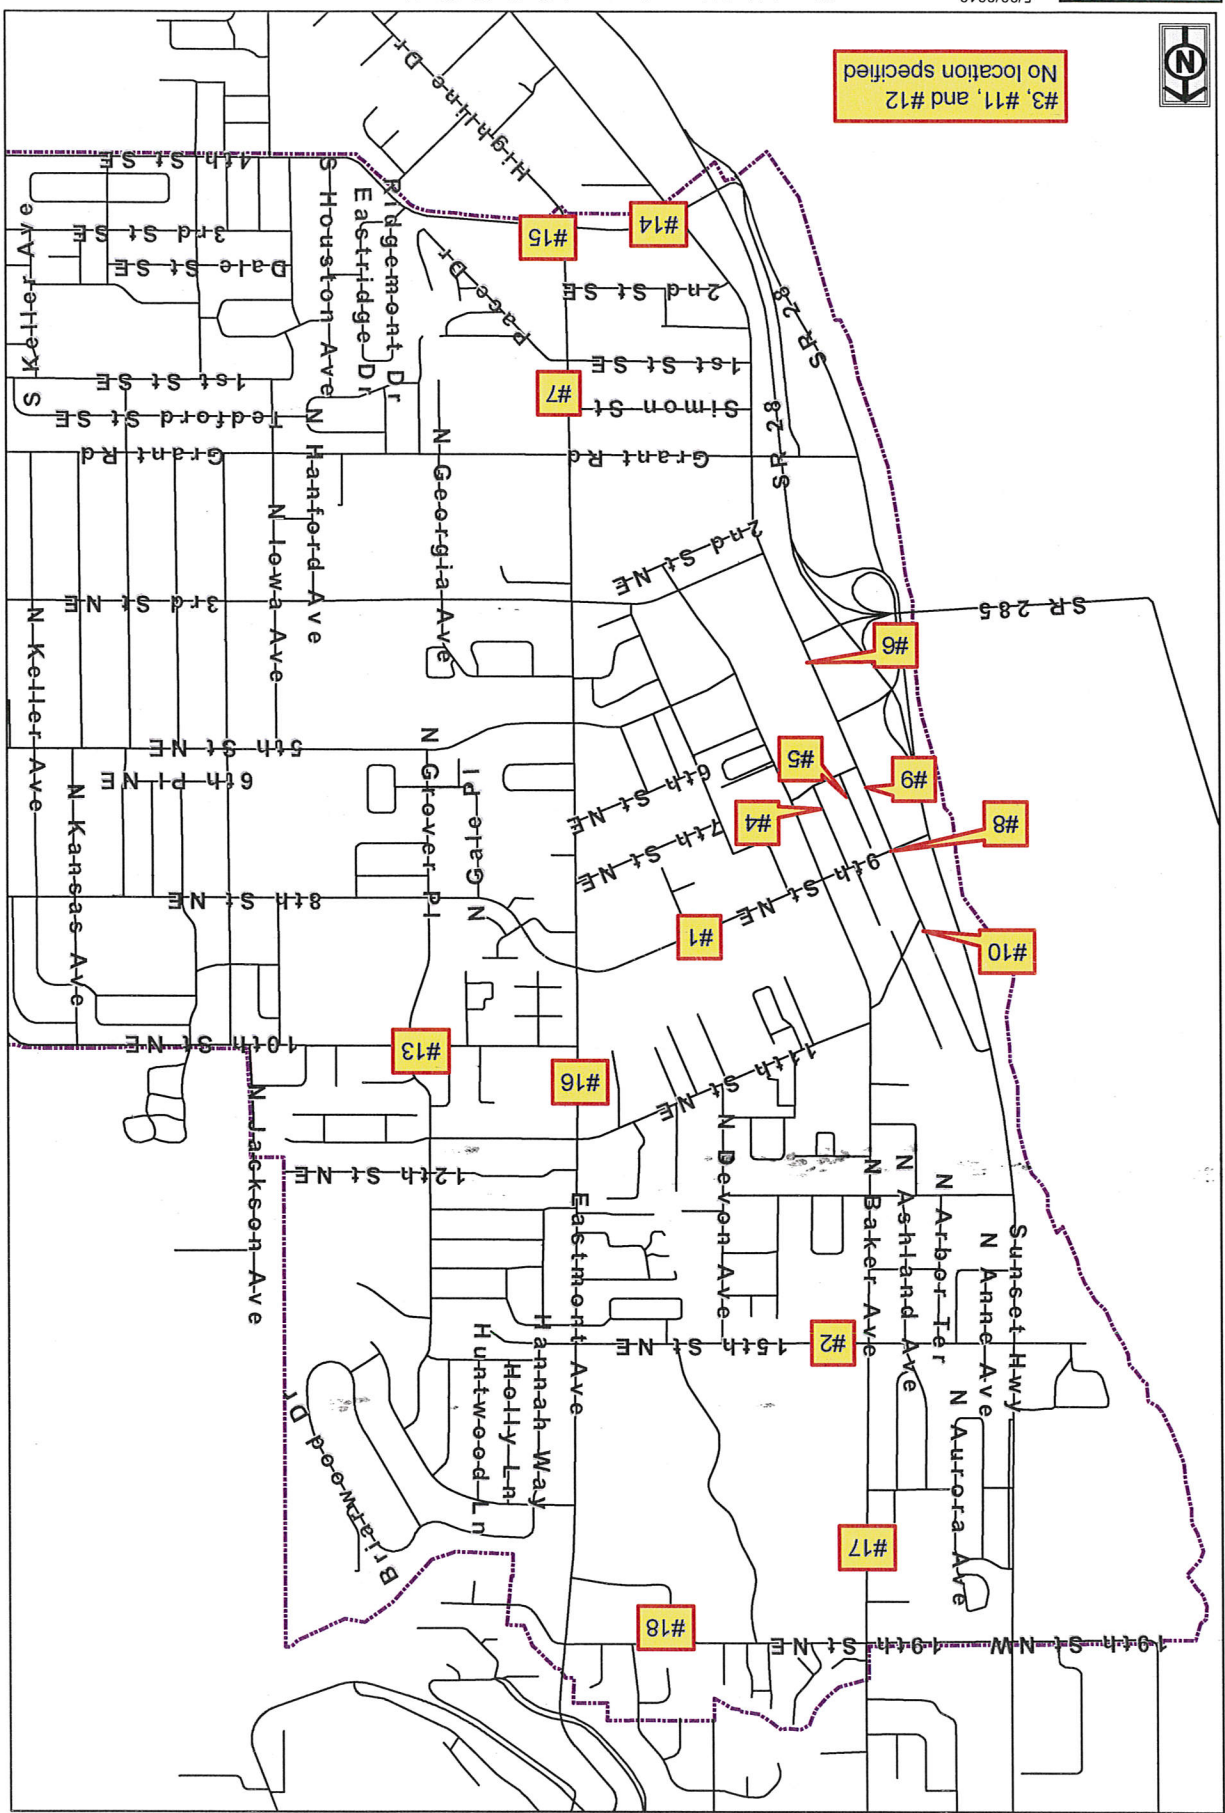 19th St NW
19th St NE
#18
#17
Briarwood Dr
N Aurora Ave
N Anne Ave
Sunset Hwy
N Arbor Ter
N Ashland Ave
N Baker Ave
#2
15th St NE
N Devon Ave
Eastmont Ave
Hannah Way
Holly Ln
Huntwood Ln
12th St NE
N Jackson Ave
11th St NE
#16
#13
10th St NE
#10
#1
9th St NE
8th St NE
N Kansas Ave
#8
#4
7th St NE
N Gale Pl
N Grover Pl
#9
#5
6th St NE
6th Pl NE
5th St NE
N Keller Ave
#6
SR 285
3rd St NE
2nd St NE
N Georgia Ave
N Hanford Ave
N Iowa Ave
SR 28
Grant Rd
Grant Rd
Simon St
#7
Tedford St SE
1st St SE
1st St SE
SR 28
2nd St SE
Pace Dr
Ridgemont Dr
Eastridge Dr
S Houston Ave
S Keller Ave
Dale St SE
3rd St SE
#14
#15
4th St SE
Highline Dr
#3, #11, and #12
No location specified
N